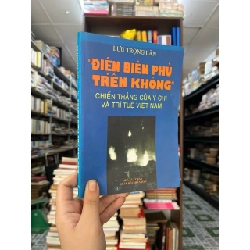 LƯU TRỌNG LÂN
"ĐIỆN BIÊN PHỦ
TRÊN KHÔNG"
CHIẾN THẮNG CỦA Ý CHÍ
VÀ TRÍ TUỆ VIỆT NAM